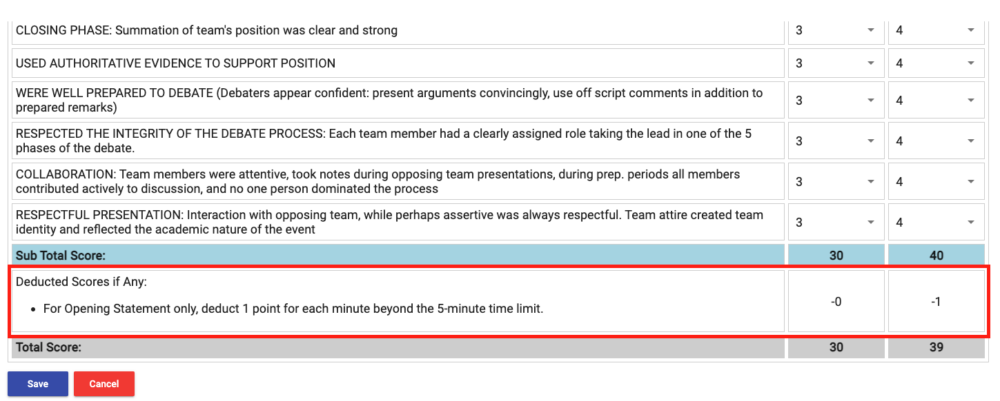 CLOSING PHASE: Summation of team's position was clear and strong 3 4
USED AUTHORITATIVE EVIDENCE TO SUPPORT POSITION 3 4
WERE WELL PREPARED TO DEBATE (Debaters appear confident: present arguments convincingly, use off script comments in addition to
prepared remarks) 3 4
RESPECTED THE INTEGRITY OF THE DEBATE PROCESS: Each team member had a clearly assigned role taking the lead in one of the 5
phases of the debate. 3 4
COLLABORATION: Team members were attentive, took notes during opposing team presentations, during prep. periods all members
contributed actively to discussion, and no one person dominated the process 3 4
RESPECTFUL PRESENTATION: Interaction with opposing team, while perhaps assertive was always respectful. Team attire created team
identity and reflected the academic nature of the event 3 4
Sub Total Score: 30 40
Deducted Scores if Any:
• For Opening Statement only, deduct 1 point for each minute beyond the 5-minute time limit. -0 -1
Total Score: 30 39
Save Cancel